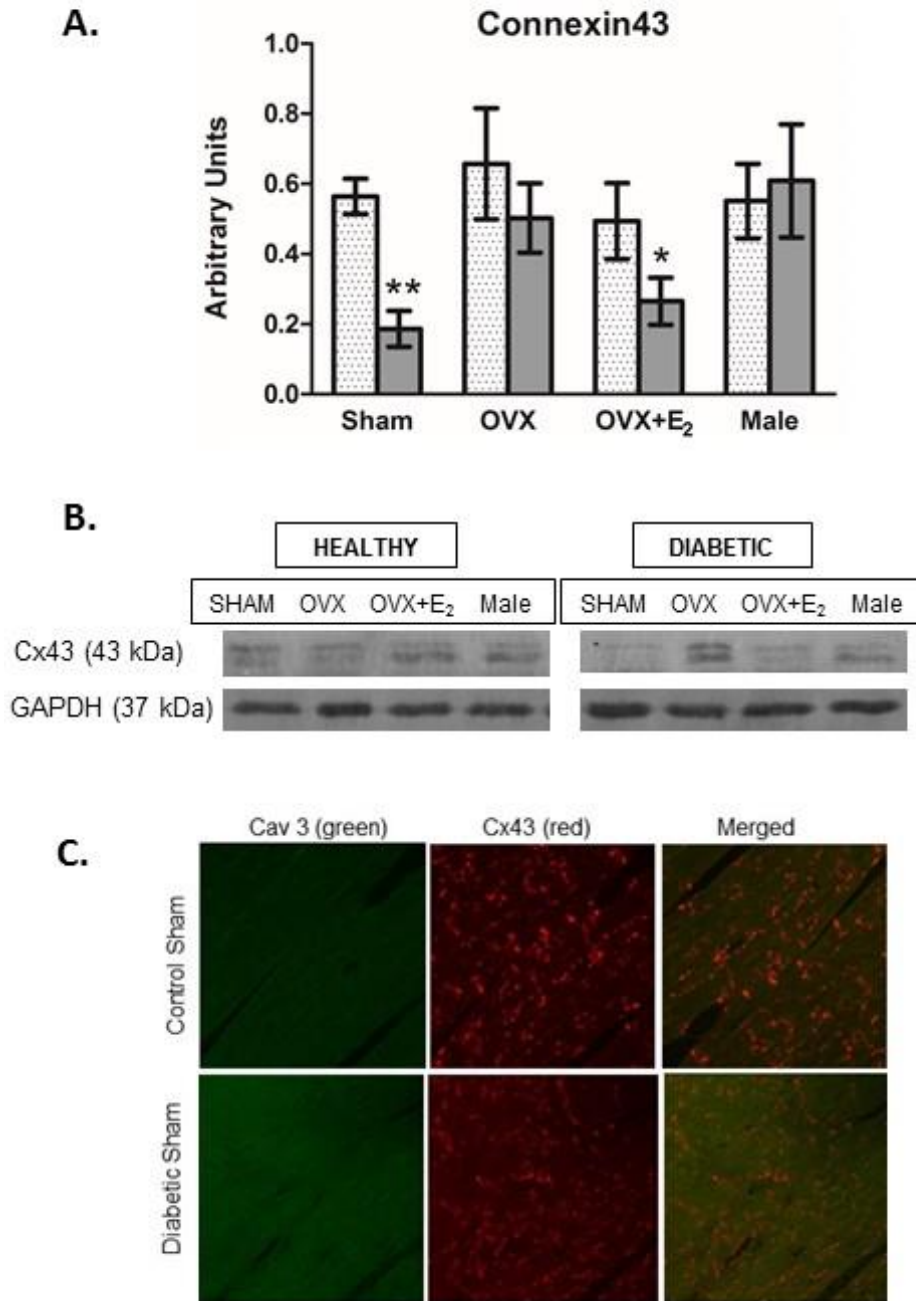 A.
Connexin43
Arbitrary Units
1.0
0.8
0.6
0.4
0.2
0.0
**
*
Sham OVX OVX+E₂ Male
B.
HEALTHY DIABETIC
SHAM OVX OVX+E₂ Male SHAM OVX OVX+E₂ Male
Cx43 (43 kDa)
GAPDH (37 kDa)
C.
Cav 3 (green) Cx43 (red) Merged
Control Sham
Diabetic Sham